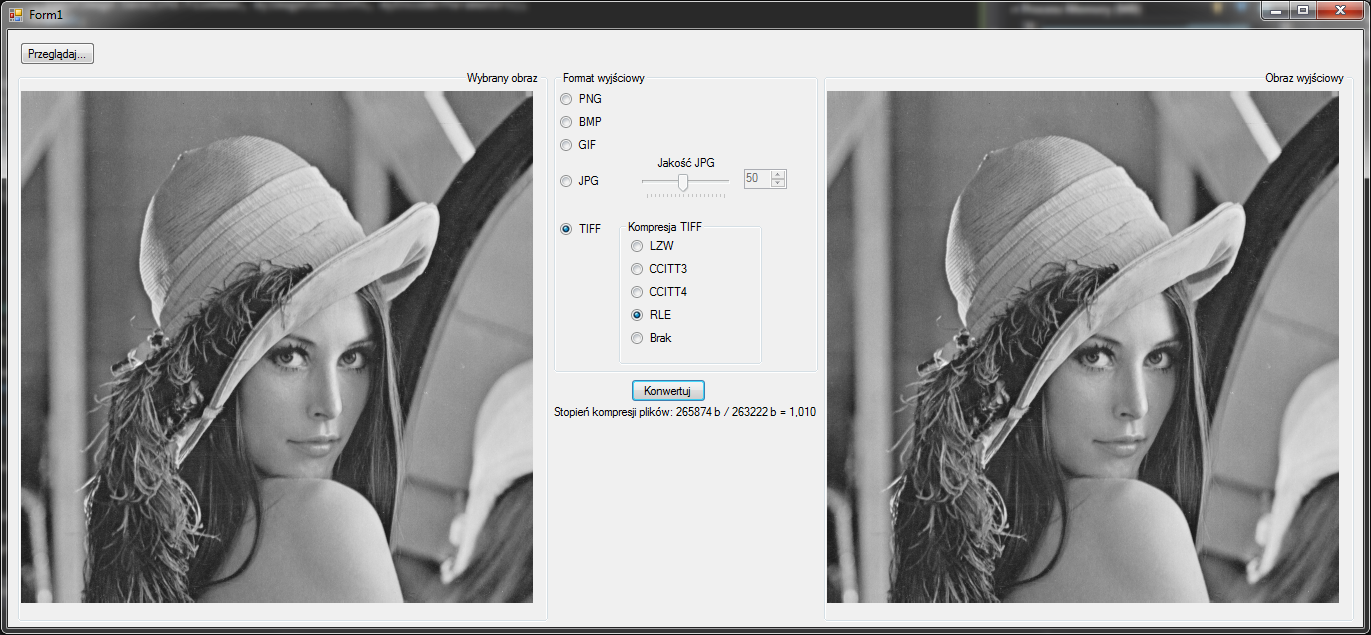 Form1
Przeglądaj...
Wybrany obraz
Format wyjściowy
Obraz wyjściowy
PNG
BMP
GIF
Jakość JPG
JPG
50
TIFF
Kompresja TIFF
LZW
CCITT3
CCITT4
RLE
Brak
Konwertuj
Stopień kompresji plików: 265874 b / 263222 b = 1,010